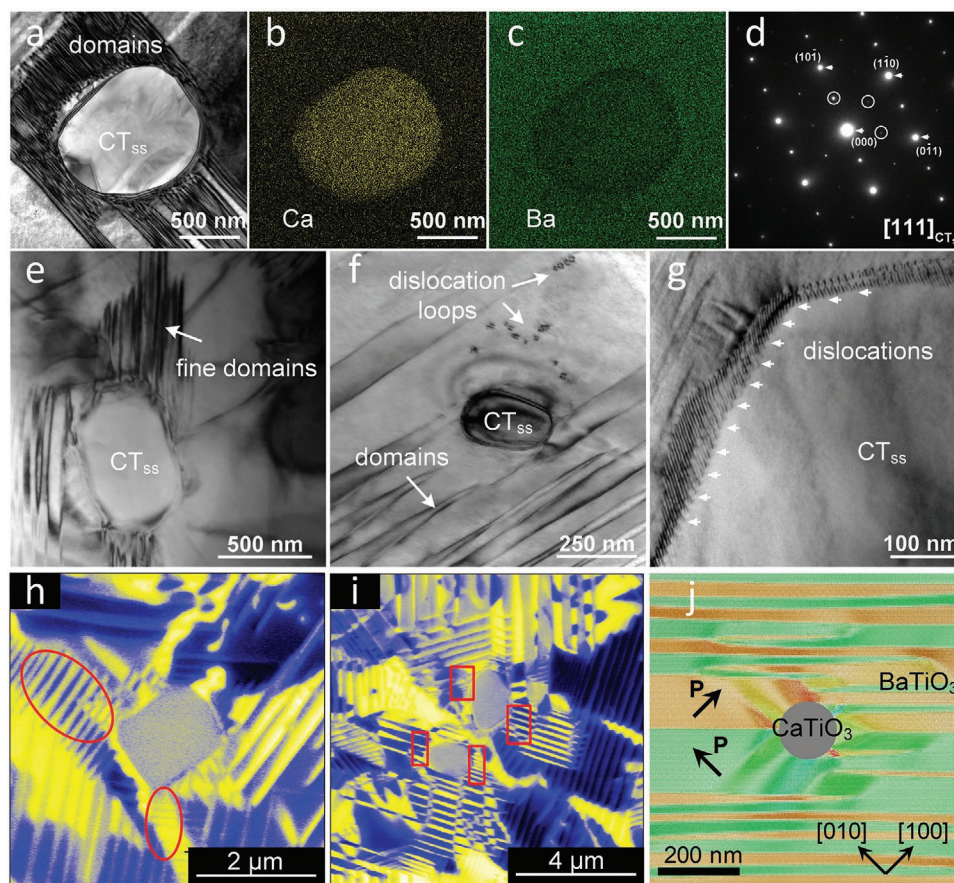 a
domains
CTss
500 nm
b
Ca
500 nm
c
Ba
500 nm
d
(101̄)
(11̄0)
(000)
(01̄1)
[111]CT
e
fine domains
CTss
500 nm
f
dislocation
loops
CTss
domains
250 nm
g
dislocations
CTss
100 nm
h
2 µm
i
4 µm
j
P
BaTiO3
CaTiO3
P
[010]
[100]
200 nm